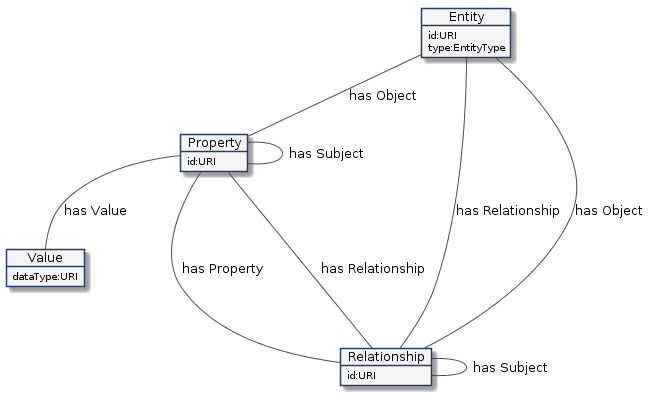 Entity
id:URI
type:EntityType
has Object
Property
id:URI
has Subject
has Value
has Relationship
has Object
Value
dataType:URI
has Property
has Relationship
Relationship
id:URI
has Subject